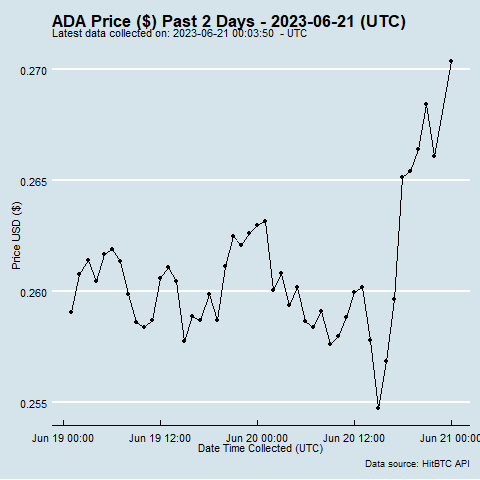 ADA Price ($) Past 2 Days - 2023-06-21 (UTC)
Latest data collected on: 2023-06-21 00:03:50 - UTC
0.270
0.265
0.260
0.255
Price USD ($)
Jun 19 00:00 Jun 19 12:00 Jun 20 00:00 Jun 20 12:00 Jun 21 00:00
Date Time Collected (UTC)
Data source: HitBTC API